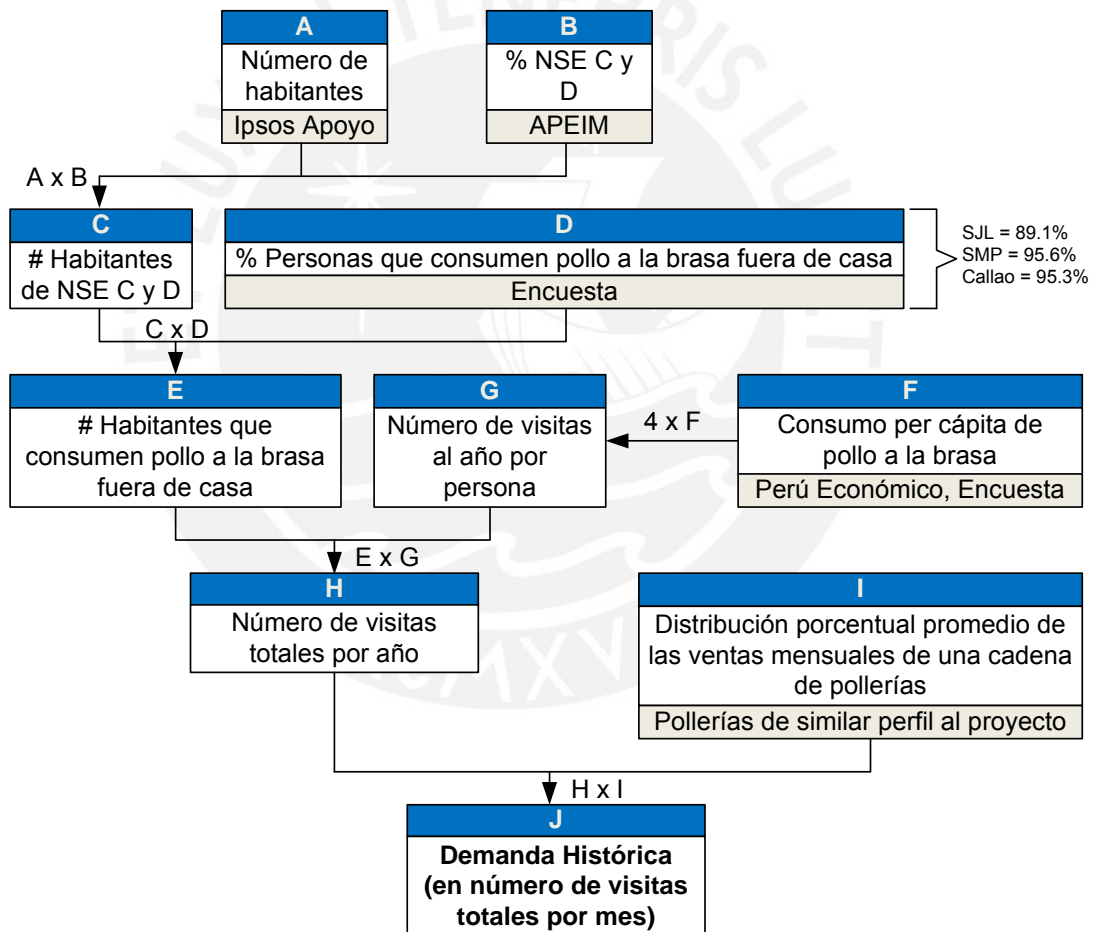 A
Número de
habitantes
Ipsos Apoyo
B
% NSE C y
D
APEIM
A x B
C
# Habitantes
de NSE C y D
D
% Personas que consumen pollo a la brasa fuera de casa
Encuesta
SJL = 89.1%
SMP = 95.6%
Callao = 95.3%
C x D
E
# Habitantes que
consumen pollo a la brasa
fuera de casa
G
Número de visitas
al año por
persona
4 x F
F
Consumo per cápita de
pollo a la brasa
Perú Económico, Encuesta
E x G
H
Número de visitas
totales por año
I
Distribución porcentual promedio de
las ventas mensuales de una cadena
de pollerías
Pollerías de similar perfil al proyecto
H x I
J
Demanda Histórica
(en número de visitas
totales por mes)